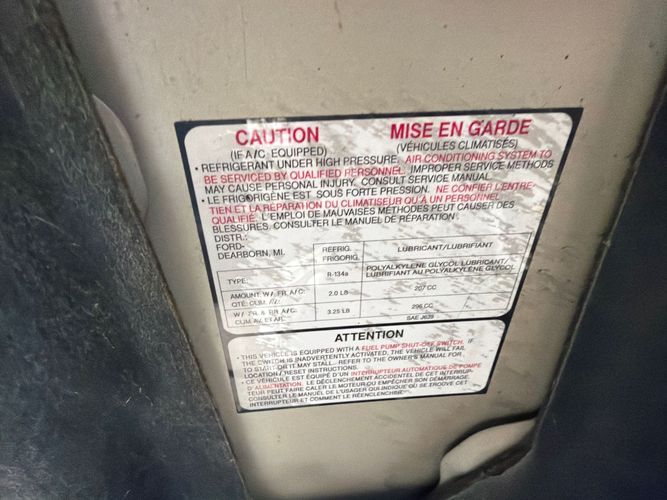 CAUTION
(IF A/C EQUIPPED)
• REFRIGERANT UNDER HIGH PRESSURE. AIR CONDITIONING SYSTEM TO
BE SERVICED BY QUALIFIED PERSONNEL. IMPROPER SERVICE METHODS
MAY CAUSE PERSONAL INJURY. CONSULT SERVICE MANUAL.
MISE EN GARDE
(VÉHICULES CLIMATISÉS)
• LE FRIGORIGÈNE EST SOUS FORTE PRESSION. NE CONFIER L'ENTRE-
TIEN ET LA RÉPARATION DU CLIMATISEUR QU'À UN PERSONNEL
QUALIFIÉ. L'EMPLOI DE MAUVAISES MÉTHODES PEUT CAUSER DES
BLESSURES. CONSULTER LE MANUEL DE RÉPARATION.
DISTR.:
FORD-
DEARBORN, MI.
REFRIG. LUBRICANT/LUBRIFIANT
FRIGORIG.
TYPE: R-134a POLYALKYLENE GLYCOL LUBRICANT/
LUBRIFIANT AU POLYALKYLÈNE GLYCOL
AMOUNT W/ FR. A/C: 2.0 LB 207 CC
QTÉ: CLIM. AV.
W/ FR. & RR A/C: 3.25 LB 296 CC
CLIM. AV. ET ARR.
SAE J639
ATTENTION
• THIS VEHICLE IS EQUIPPED WITH A FUEL PUMP SHUT-OFF SWITCH. IF
THE SWITCH IS INADVERTENTLY ACTIVATED, THE VEHICLE WILL FAIL
TO START OR IT MAY STALL. REFER TO THE OWNER'S MANUAL FOR
LOCATION / RESET INSTRUCTIONS.
• CE VÉHICULE EST ÉQUIPÉ D'UN INTERRUPTEUR AUTOMATIQUE DE POMPE
D'ALIMENTATION. LE DÉCLENCHEMENT ACCIDENTEL DE CET INTERRUP-
TEUR PEUT FAIRE CALER LE MOTEUR OU EMPÊCHER SON DÉMARRAGE.
CONSULTER LE MANUEL DE L'USAGER QUI INDIQUE OÙ SE TROUVE CET
INTERRUPTEUR ET COMMENT LE RÉENCLENCHER.